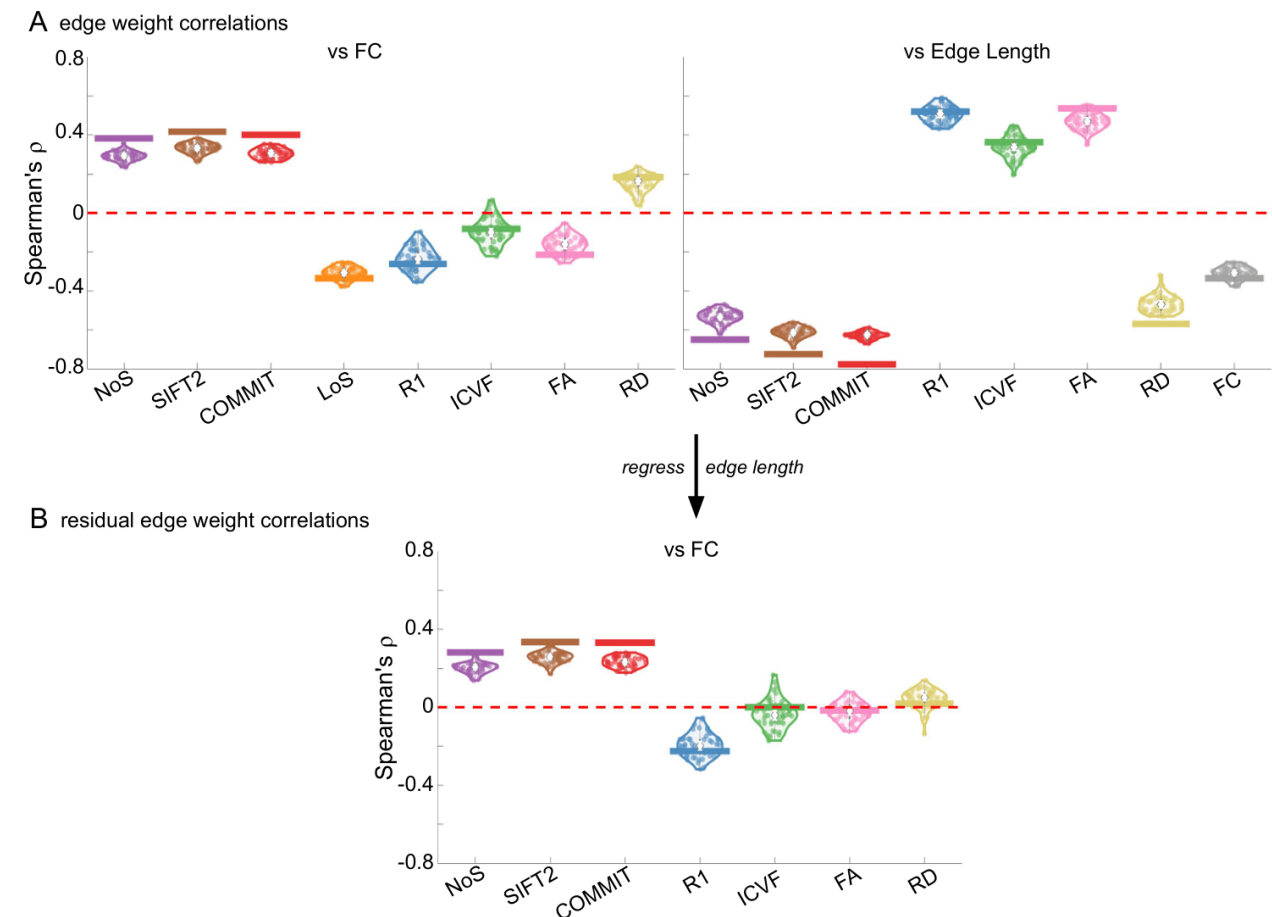 A edge weight correlations
vs FC
vs Edge Length
Spearman's ρ
0.8
0.4
0
-0.4
-0.8
NoS
SIFT2
COMMIT
LoS
R1
ICVF
FA
RD
NoS
SIFT2
COMMIT
R1
ICVF
FA
RD
FC
regress edge length
B residual edge weight correlations
vs FC
Spearman's ρ
0.8
0.4
0
-0.4
-0.8
NoS
SIFT2
COMMIT
R1
ICVF
FA
RD